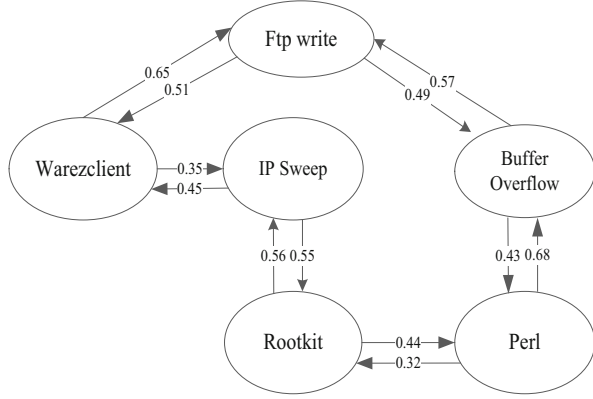 Ftp write
0.65
0.51
0.57
0.49
Warezclient
0.35
0.45
IP Sweep
Buffer
Overflow
0.56
0.55
0.43
0.68
Rootkit
0.44
0.32
Perl